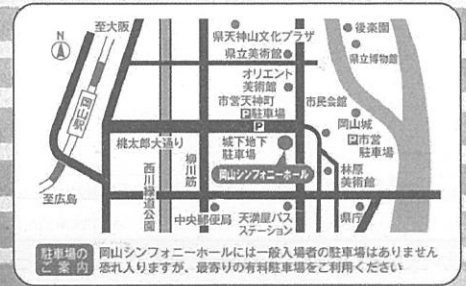 至大阪
N
岡山駅
至広島
桃太郎大通り
西川緑道公園
柳川筋
県天神山文化プラザ
県立美術館
オリエント
美術館
市営天神町
P駐車場
P
城下地下
駐車場
岡山シンフォニーホール
後楽園
県立博物館
市民会館
岡山城
P市営
駐車場
林原
美術館
中央郵便局
天満屋バス
ステーション
県庁
駐車場の
ご案内
岡山シンフォニーホールには一般入場者の駐車場はありません
恐れ入りますが、最寄りの有料駐車場をご利用ください